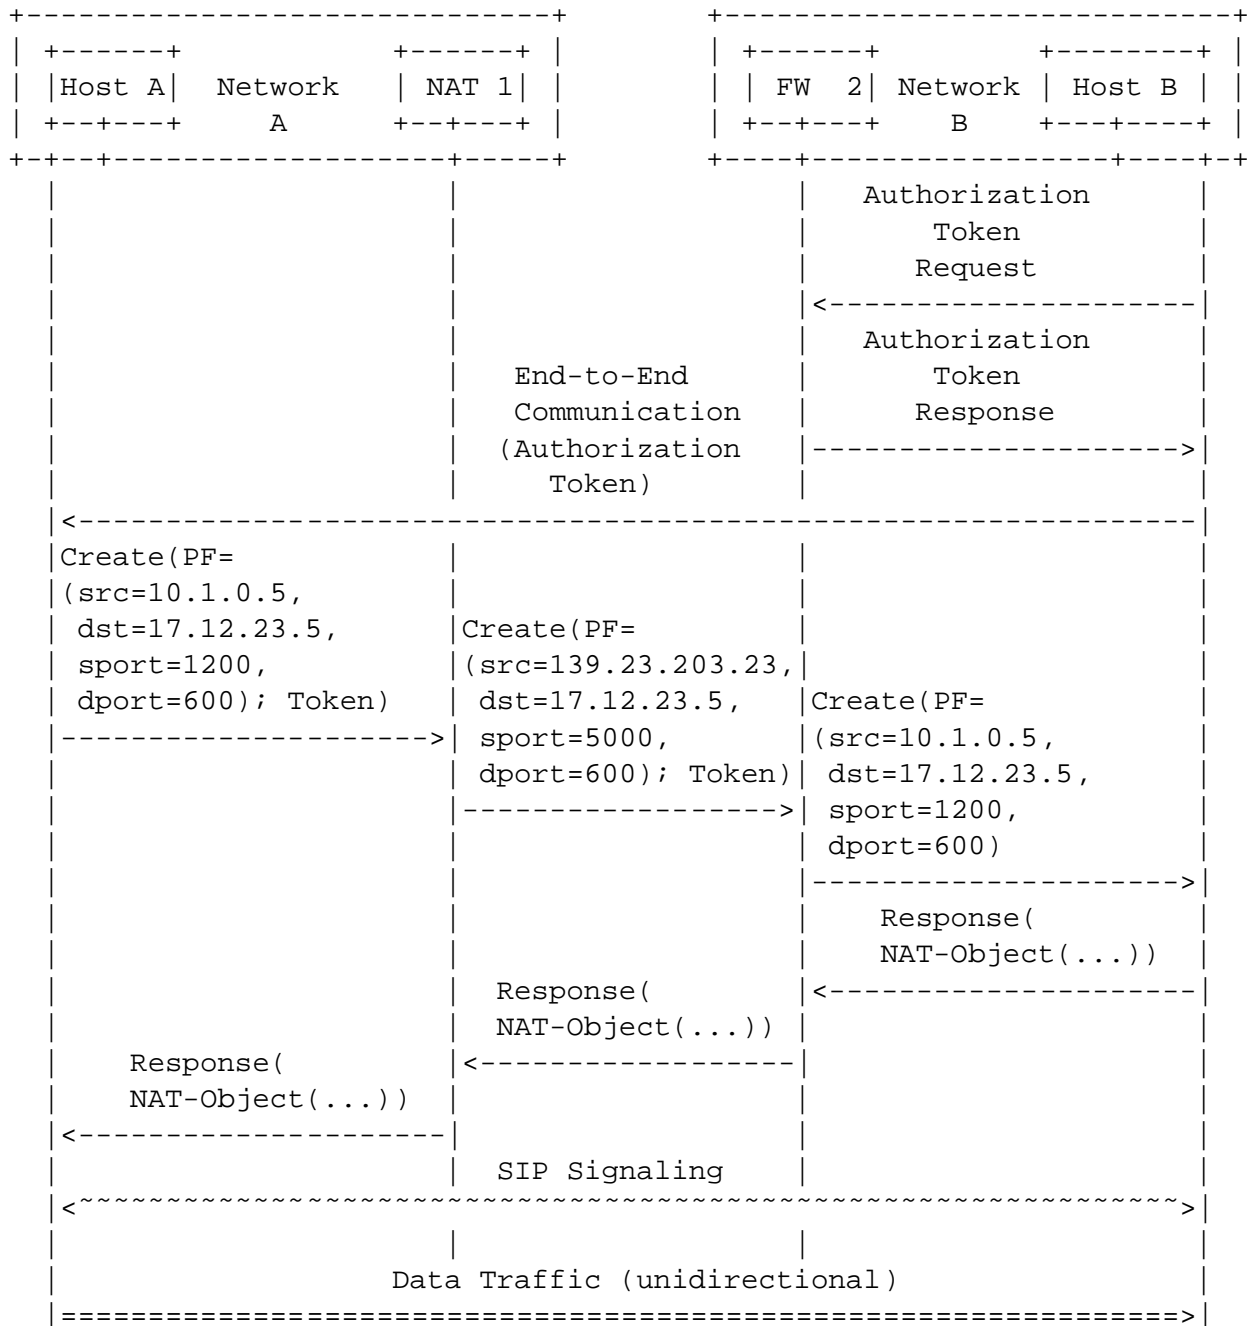 +-------------------------------+        +-----------------------------+
| +------+            +------+ |        | +------+         +--------+ |
| |Host A|  Network   | NAT 1| |        | | FW  2| Network | Host B | |
| +--+---+     A      +--+---+ |        | +--+---+    B    +---+----+ |
+-+--+-------------------+-----+        +----+-----------------+----+-+
Authorization
Token
Request
<---------------------
Authorization
End-to-End Token
Communication Response
(Authorization --------------------->
Token)
<----------------------------------------------------------------
Create(PF=
(src=10.1.0.5,
dst=17.12.23.5, Create(PF=
sport=1200, (src=139.23.203.23,
dport=600); Token) dst=17.12.23.5, Create(PF=
---------------------> sport=5000, (src=10.1.0.5,
dport=600); Token) dst=17.12.23.5,
------------------> sport=1200,
dport=600)
--------------------->
Response(
NAT-Object(...))
Response( <---------------------
NAT-Object(...))
Response( <------------------
NAT-Object(...))
<---------------------
SIP Signaling
<~~~~~~~~~~~~~~~~~~~~~~~~~~~~~~~~~~~~~~~~~~~~~~~~~~~~~~~~~~~~~~~>
Data Traffic (unidirectional)
================================================================>